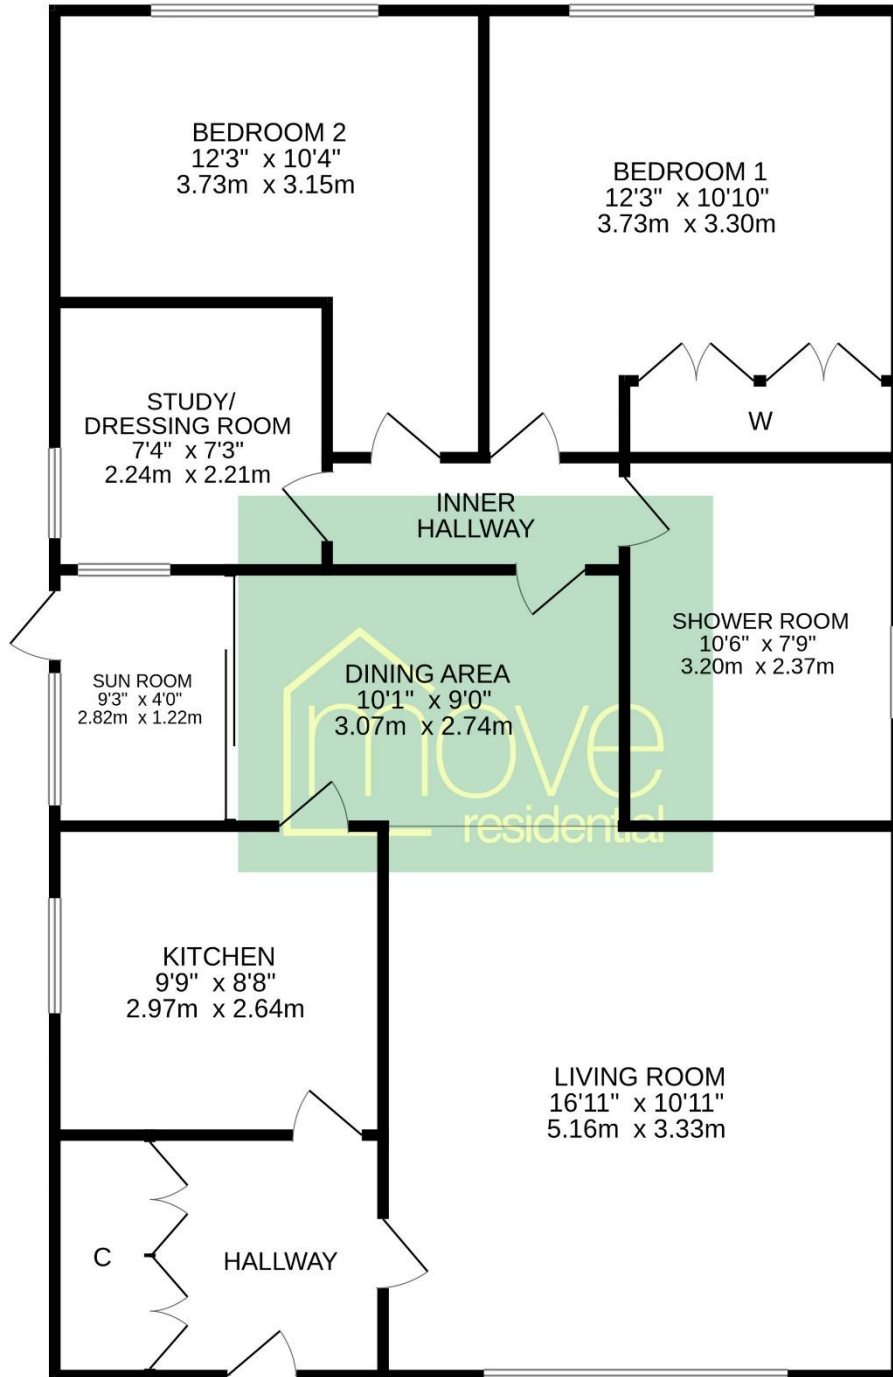 BEDROOM 2
12'3" x 10'4"
3.73m x 3.15m
BEDROOM 1
12'3" x 10'10"
3.73m x 3.30m
STUDY/
DRESSING ROOM
7'4" x 7'3"
2.24m x 2.21m
W
INNER
HALLWAY
SHOWER ROOM
10'6" x 7'9"
3.20m x 2.37m
SUN ROOM
9'3" x 4'0"
2.82m x 1.22m
DINING AREA
10'1" x 9'0"
3.07m x 2.74m
move
residential
KITCHEN
9'9" x 8'8"
2.97m x 2.64m
LIVING ROOM
16'11" x 10'11"
5.16m x 3.33m
C
HALLWAY